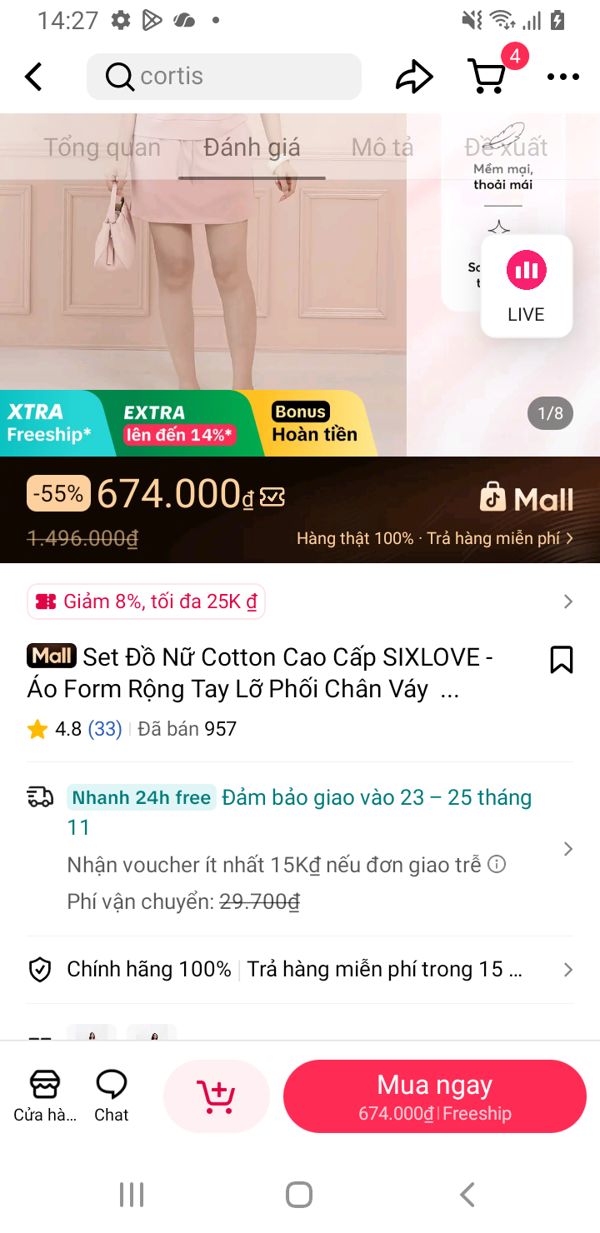 14:27
cortis
4
Tổng quan Đánh giá Mô tả Đề xuất
Mềm mại,
thoải mái
LIVE
XTRA
Freeship*
EXTRA
lên đến 14%*
Bonus
Hoàn tiền
1/8
-55% 674.000₫
Mall
1.496.000₫
Hàng thật 100% · Trả hàng miễn phí
Giảm 8%, tối đa 25K ₫
Mall Set Đồ Nữ Cotton Cao Cấp SIXLOVE -
Áo Form Rộng Tay Lỡ Phối Chân Váy ...
4.8 (33) Đã bán 957
Nhanh 24h free Đảm bảo giao vào 23 – 25 tháng
11
Nhận voucher ít nhất 15K₫ nếu đơn giao trễ
Phí vận chuyển: 29.700₫
Chính hãng 100% Trả hàng miễn phí trong 15 ...
Cửa hà...
Chat
Mua ngay
674.000₫ Freeship